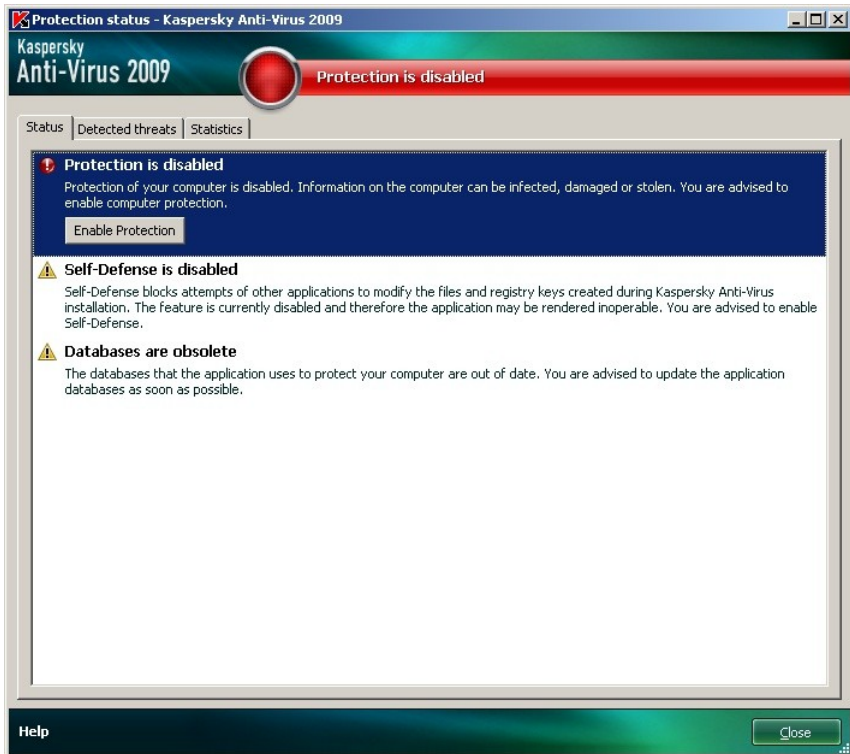 Protection status - Kaspersky Anti-Virus 2009
Kaspersky
Anti-Virus 2009
Protection is disabled
Status
Detected threats
Statistics
Protection is disabled
Protection of your computer is disabled. Information on the computer can be infected, damaged or stolen. You are advised to
enable computer protection.
Enable Protection
Self-Defense is disabled
Self-Defense blocks attempts of other applications to modify the files and registry keys created during Kaspersky Anti-Virus
installation. The feature is currently disabled and therefore the application may be rendered inoperable. You are advised to enable
Self-Defense.
Databases are obsolete
The databases that the application uses to protect your computer are out of date. You are advised to update the application
databases as soon as possible.
Help
Close